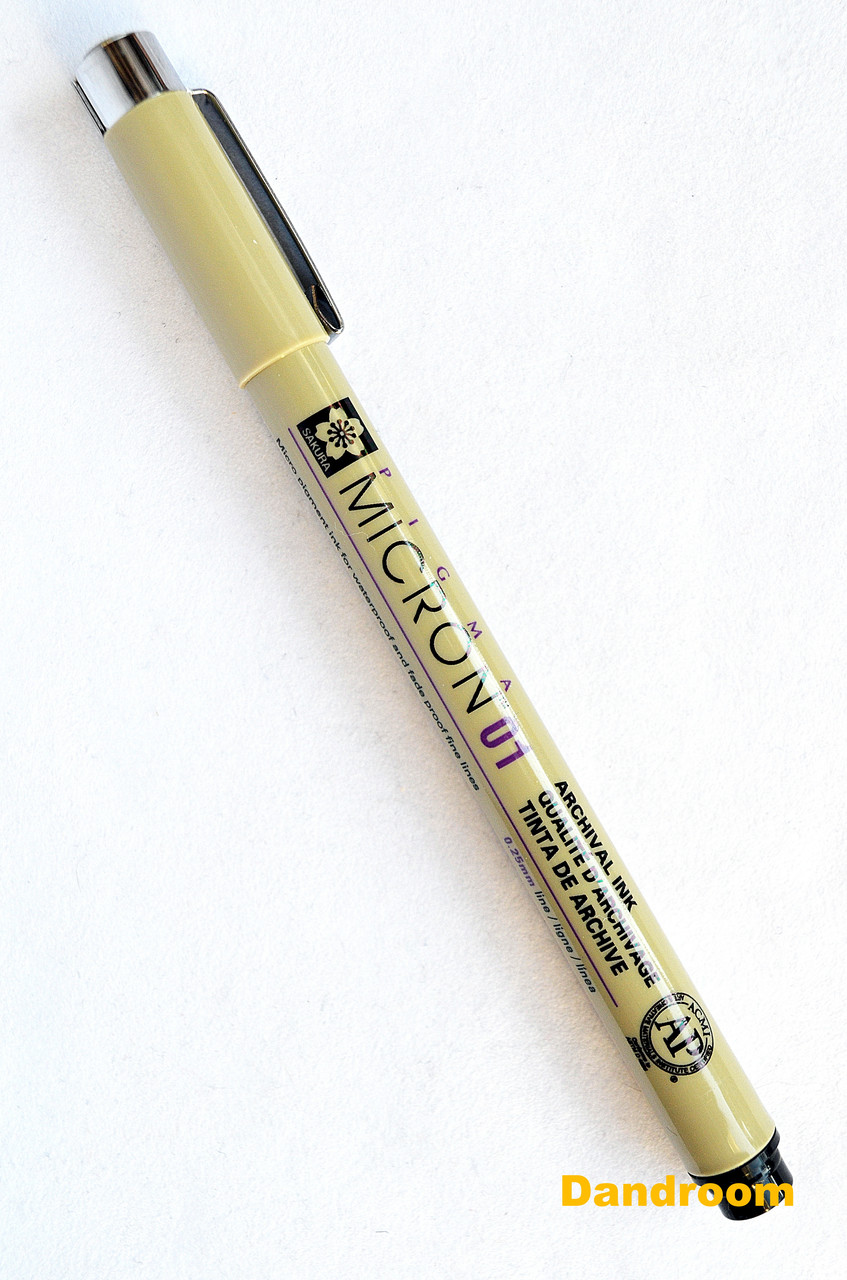 SAKURA
PIGMA
MICRON 01
Micro pigment ink for waterproof and fade proof fine lines
ARCHIVAL INK
QUALITÉ D'ARCHIVAGE
TINTA DE ARCHIVE
0.25mm line / ligne / línea
ACMI
AP
®
Dandroom